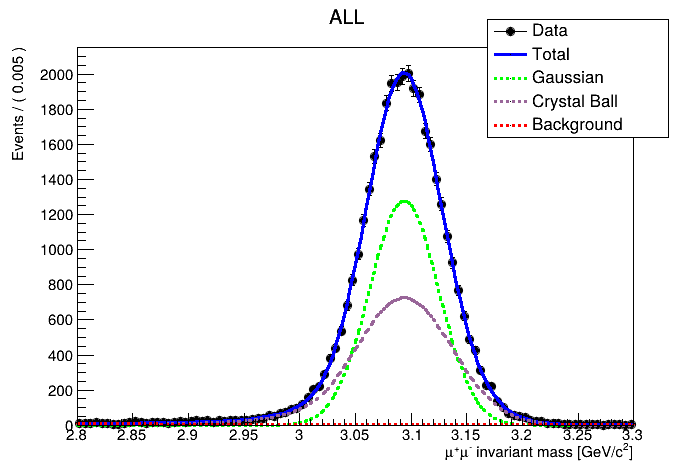 ALL
Data
Total
Gaussian
Crystal Ball
Background
Events / ( 0.005 )
2000
1800
1600
1400
1200
1000
800
600
400
200
0
2.8 2.85 2.9 2.95 3 3.05 3.1 3.15 3.2 3.25 3.3
μ⁺μ⁻ invariant mass [GeV/c²]